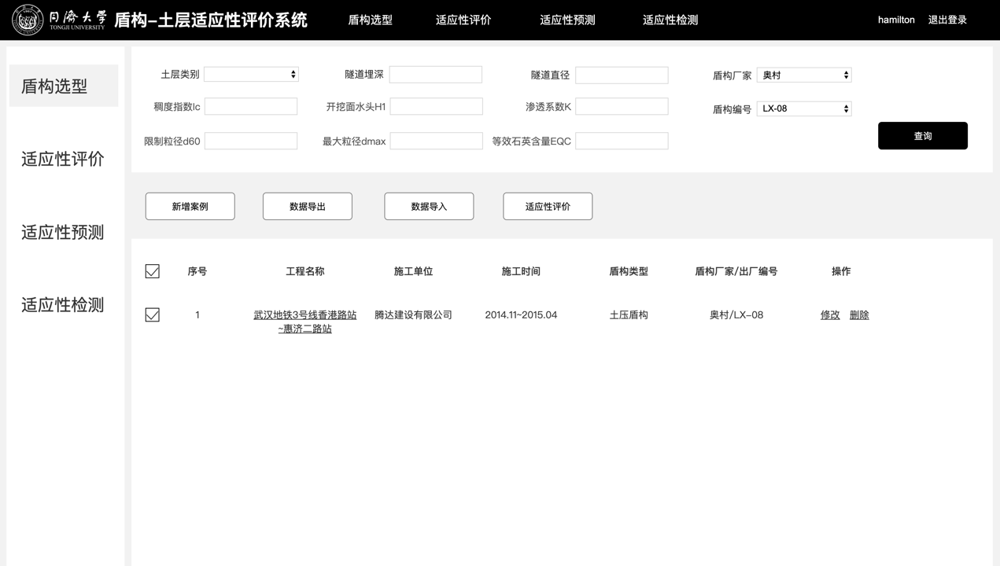 同濟大學
TONGJI UNIVERSITY
盾构-土层适应性评价系统
盾构选型
适应性评价
适应性预测
适应性检测
hamilton
退出登录
盾构选型
适应性评价
适应性预测
适应性检测
土层类别
隧道埋深
隧道直径
盾构厂家 奥村
稠度指数Ic
开挖面水头H1
渗透系数K
盾构编号 LX-08
限制粒径d60
最大粒径dmax
等效石英含量EQC
查询
新增案例
数据导出
数据导入
适应性评价
序号
工程名称
施工单位
施工时间
盾构类型
盾构厂家/出厂编号
操作
1
武汉地铁3号线香港路站
~惠济二路站
腾达建设有限公司
2014.11~2015.04
土压盾构
奥村/LX-08
修改
删除